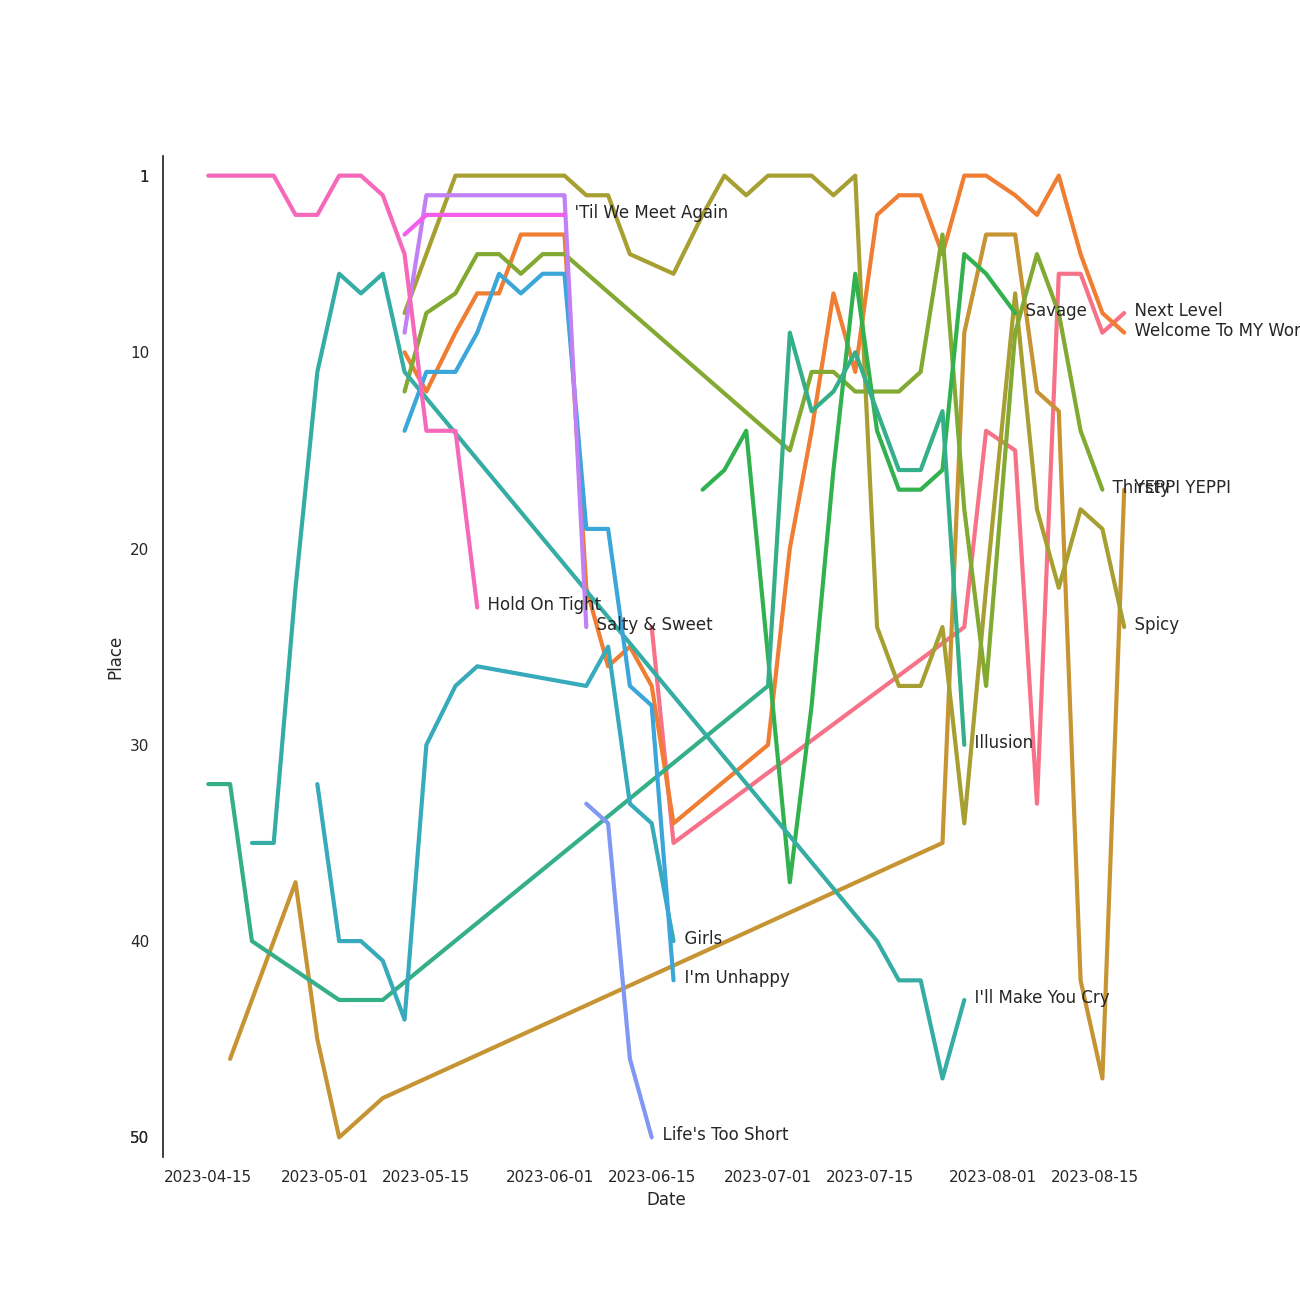 1
'Til We Meet Again
Savage
Next Level
Welcome To MY Wor
10
Thirsty
YEPPI YEPPI
20
Hold On Tight
Salty & Sweet
Spicy
Place
30
Illusion
40
Girls
I'm Unhappy
I'll Make You Cry
50
Life's Too Short
2023-04-15
2023-05-01
2023-05-15
2023-06-01
2023-06-15
2023-07-01
2023-07-15
2023-08-01
2023-08-15
Date